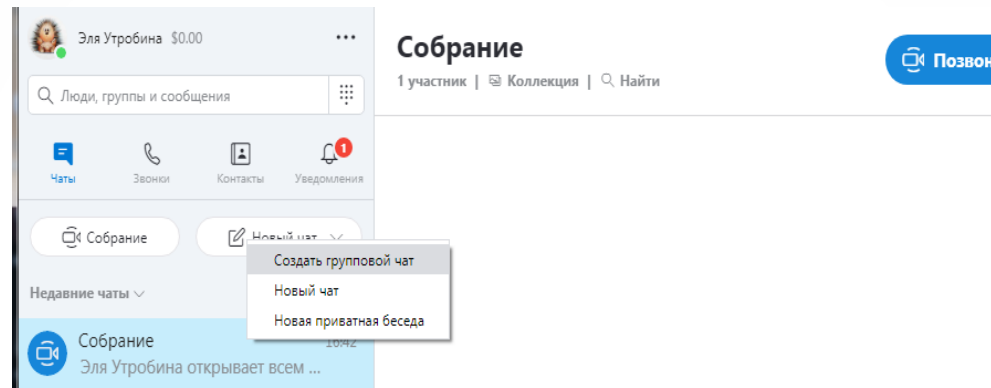 Эля Утробина $0.00
Люди, группы и сообщения
Чаты Звонки Контакты Уведомления
1
Собрание
Новый чат
Создать групповой чат
Новый чат
Новая приватная беседа
Недавние чаты
Собрание 16:42
Эля Утробина открывает всем ...
Собрание
1 участник | Коллекция | Найти
Позвон